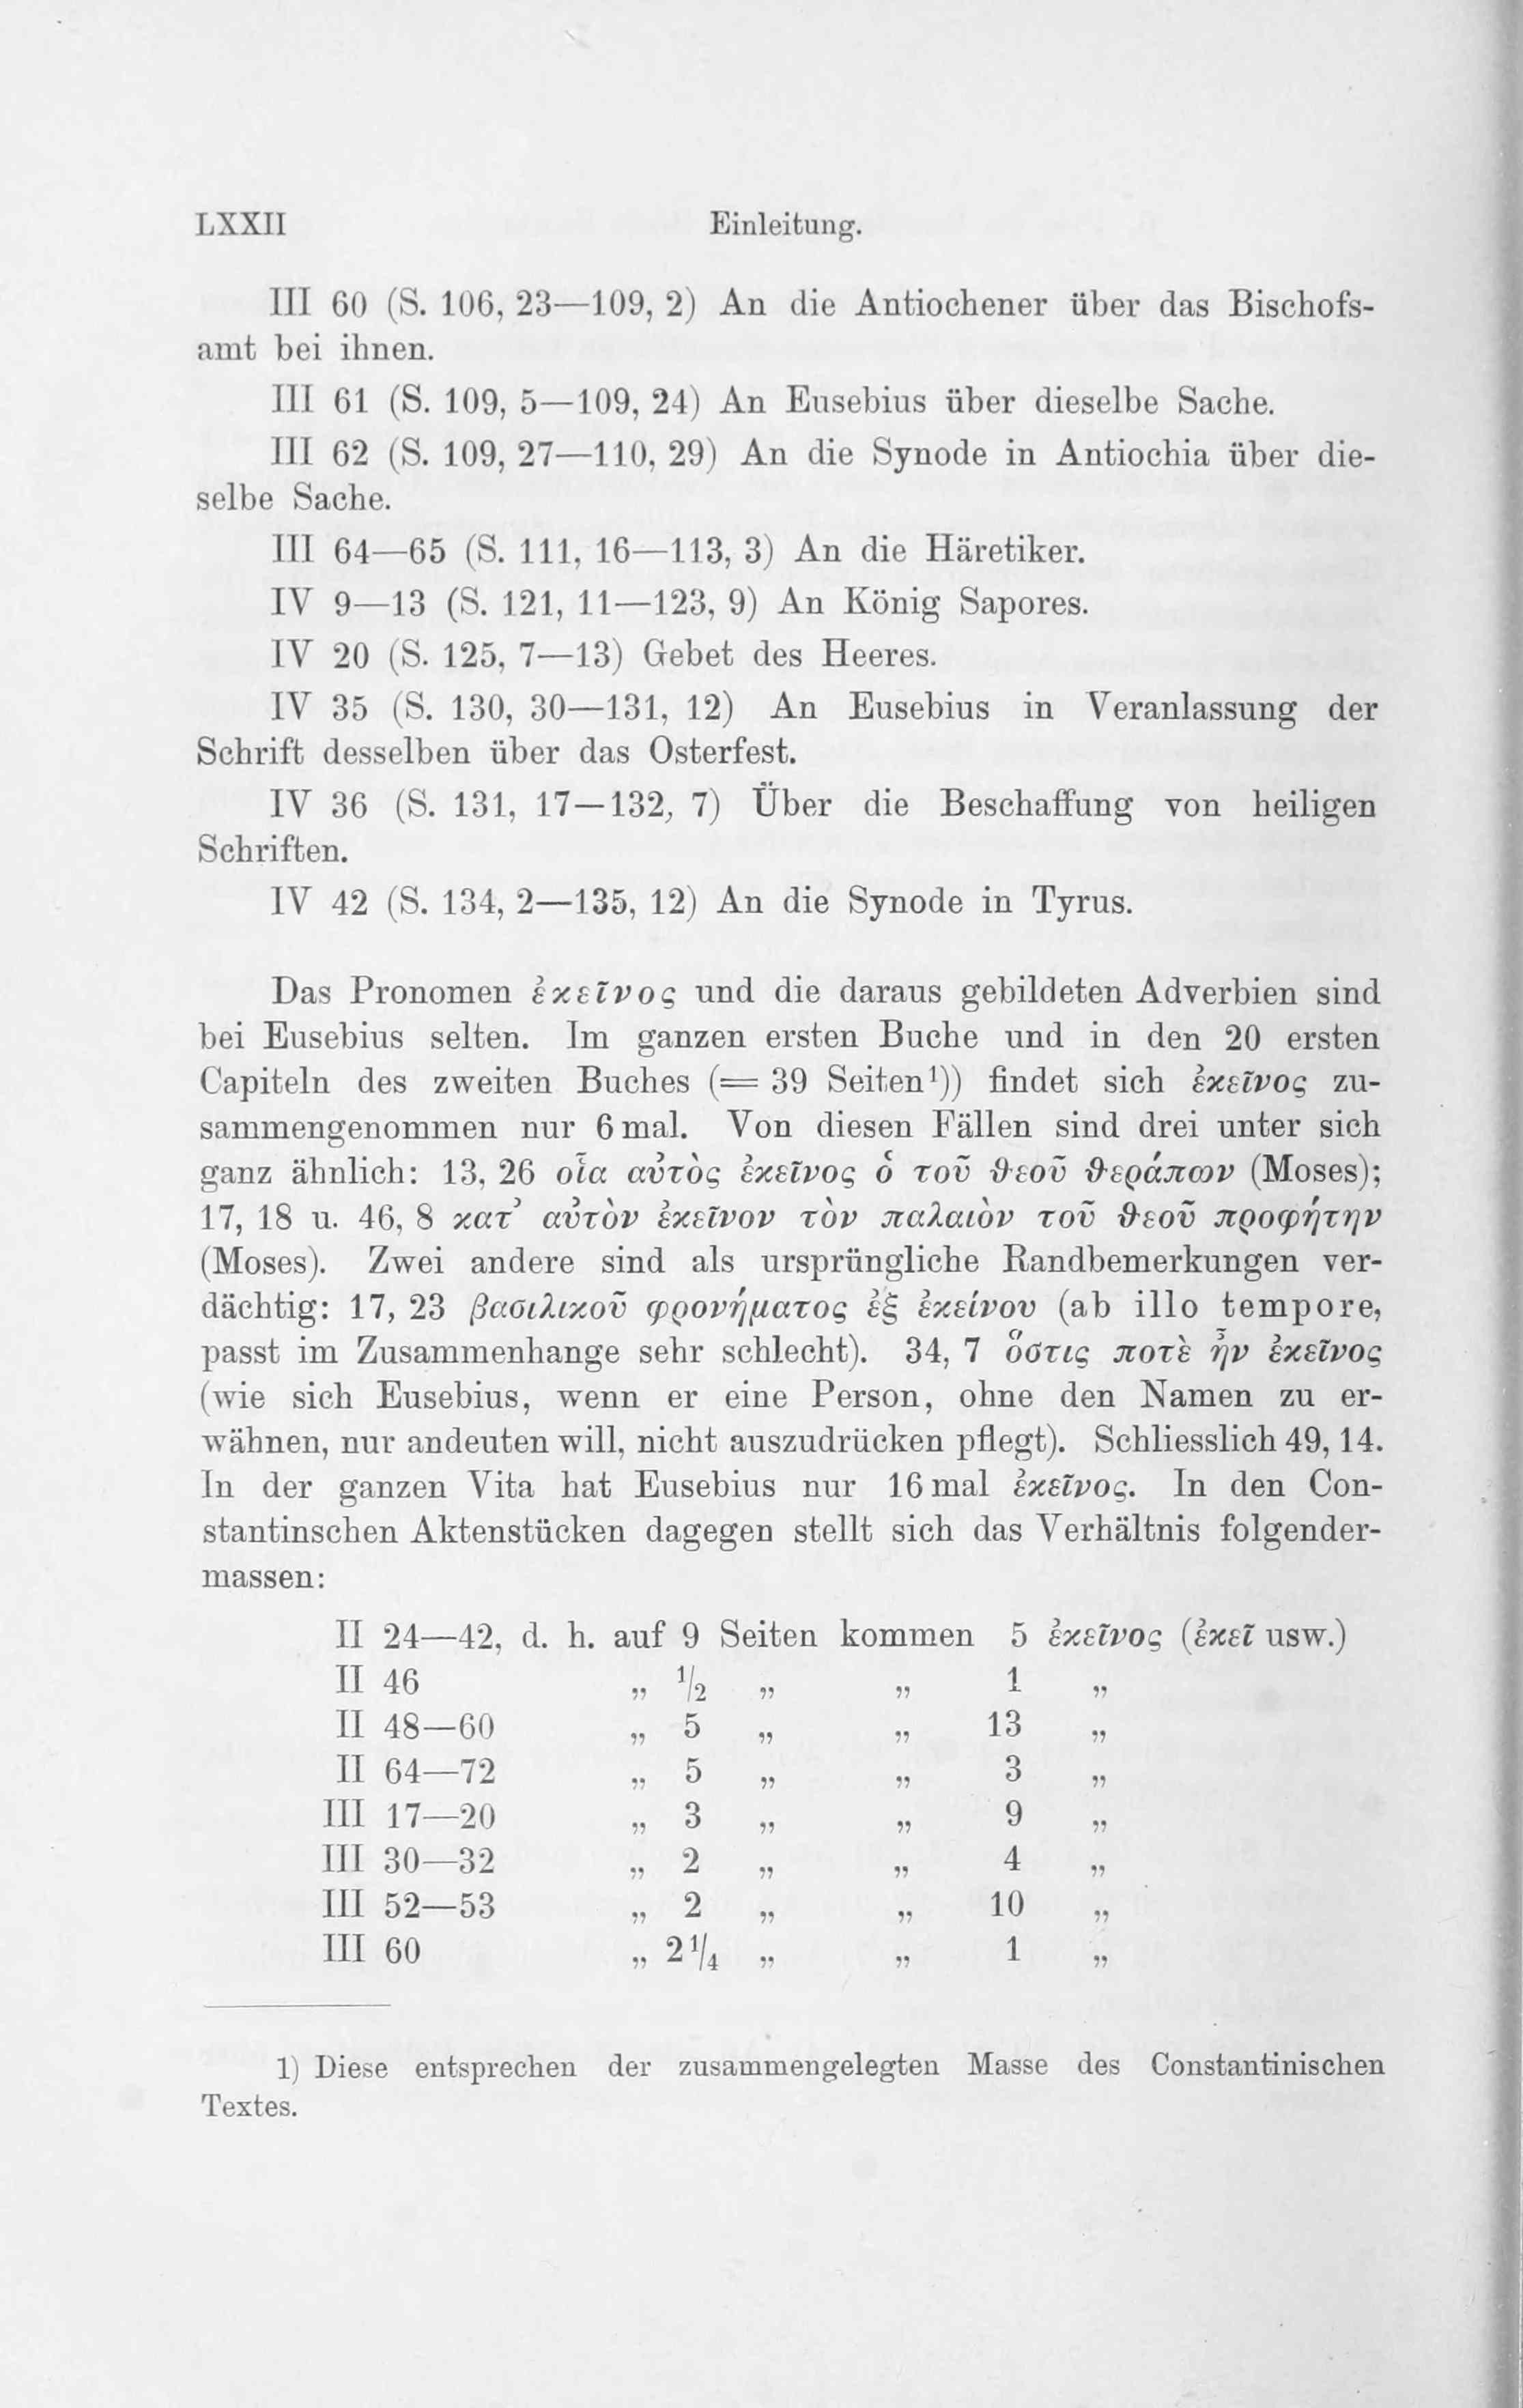 LXXII Einleitung.
III 60 (S. 106, 23—109, 2) An die Antiochener über das Bischofs-
amt bei ihnen.
III 61 (S. 109, 5—109, 24) An Eusebius über dieselbe Sache.
III 62 (S. 109, 27—110, 29) An die Synode in Antiochia über die-
selbe Sache.
III 64—65 (S. 111, 16—113, 3) An die Häretiker.
IV 9—13 (S. 121, 11—123, 9) An König Sapores.
IV 20 (S. 125, 7—13) Gebet des Heeres.
IV 35 (S. 130, 30—131, 12) An Eusebius in Veranlassung der
Schrift desselben über das Osterfest.
IV 36 (S. 131, 17—132, 7) Über die Beschaffung von heiligen
Schriften.
IV 42 (S. 134, 2—135, 12) An die Synode in Tyrus.
Das Pronomen ἐκεῖνος und die daraus gebildeten Adverbien sind
bei Eusebius selten. Im ganzen ersten Buche und in den 20 ersten
Capiteln des zweiten Buches (= 39 Seiten¹)) findet sich ἐκεῖνος zu-
sammengenommen nur 6 mal. Von diesen Fällen sind drei unter sich
ganz ähnlich: 13, 26 οἷα αὐτὸς ἐκεῖνος ὁ τοῦ θεοῦ θεράπων (Moses);
17, 18 u. 46, 8 κατ᾽ αὐτὸν ἐκεῖνον τὸν παλαιὸν τοῦ θεοῦ προφήτην
(Moses). Zwei andere sind als ursprüngliche Randbemerkungen ver-
dächtig: 17, 23 βασιλικοῦ φρονήματος ἐξ ἐκείνου (ab illo tempore,
passt im Zusammenhange sehr schlecht). 34, 7 ὅστις ποτὲ ἦν ἐκεῖνος
(wie sich Eusebius, wenn er eine Person, ohne den Namen zu er-
wähnen, nur andeuten will, nicht auszudrücken pflegt). Schliesslich 49, 14.
In der ganzen Vita hat Eusebius nur 16 mal ἐκεῖνος. In den Con-
stantinschen Aktenstücken dagegen stellt sich das Verhältnis folgender-
massen:
II 24—42, d. h. auf 9 Seiten kommen 5 ἐκεῖνος (ἐκεῖ usw.)
II 46 „ ½ „ „ 1 „
II 48—60 „ 5 „ „ 13 „
II 64—72 „ 5 „ „ 3 „
III 17—20 „ 3 „ „ 9 „
III 30—32 „ 2 „ „ 4 „
III 52—53 „ 2 „ „ 10 „
III 60 „ 2¼ „ „ 1 „
1) Diese entsprechen der zusammengelegten Masse des Constantinischen
Textes.